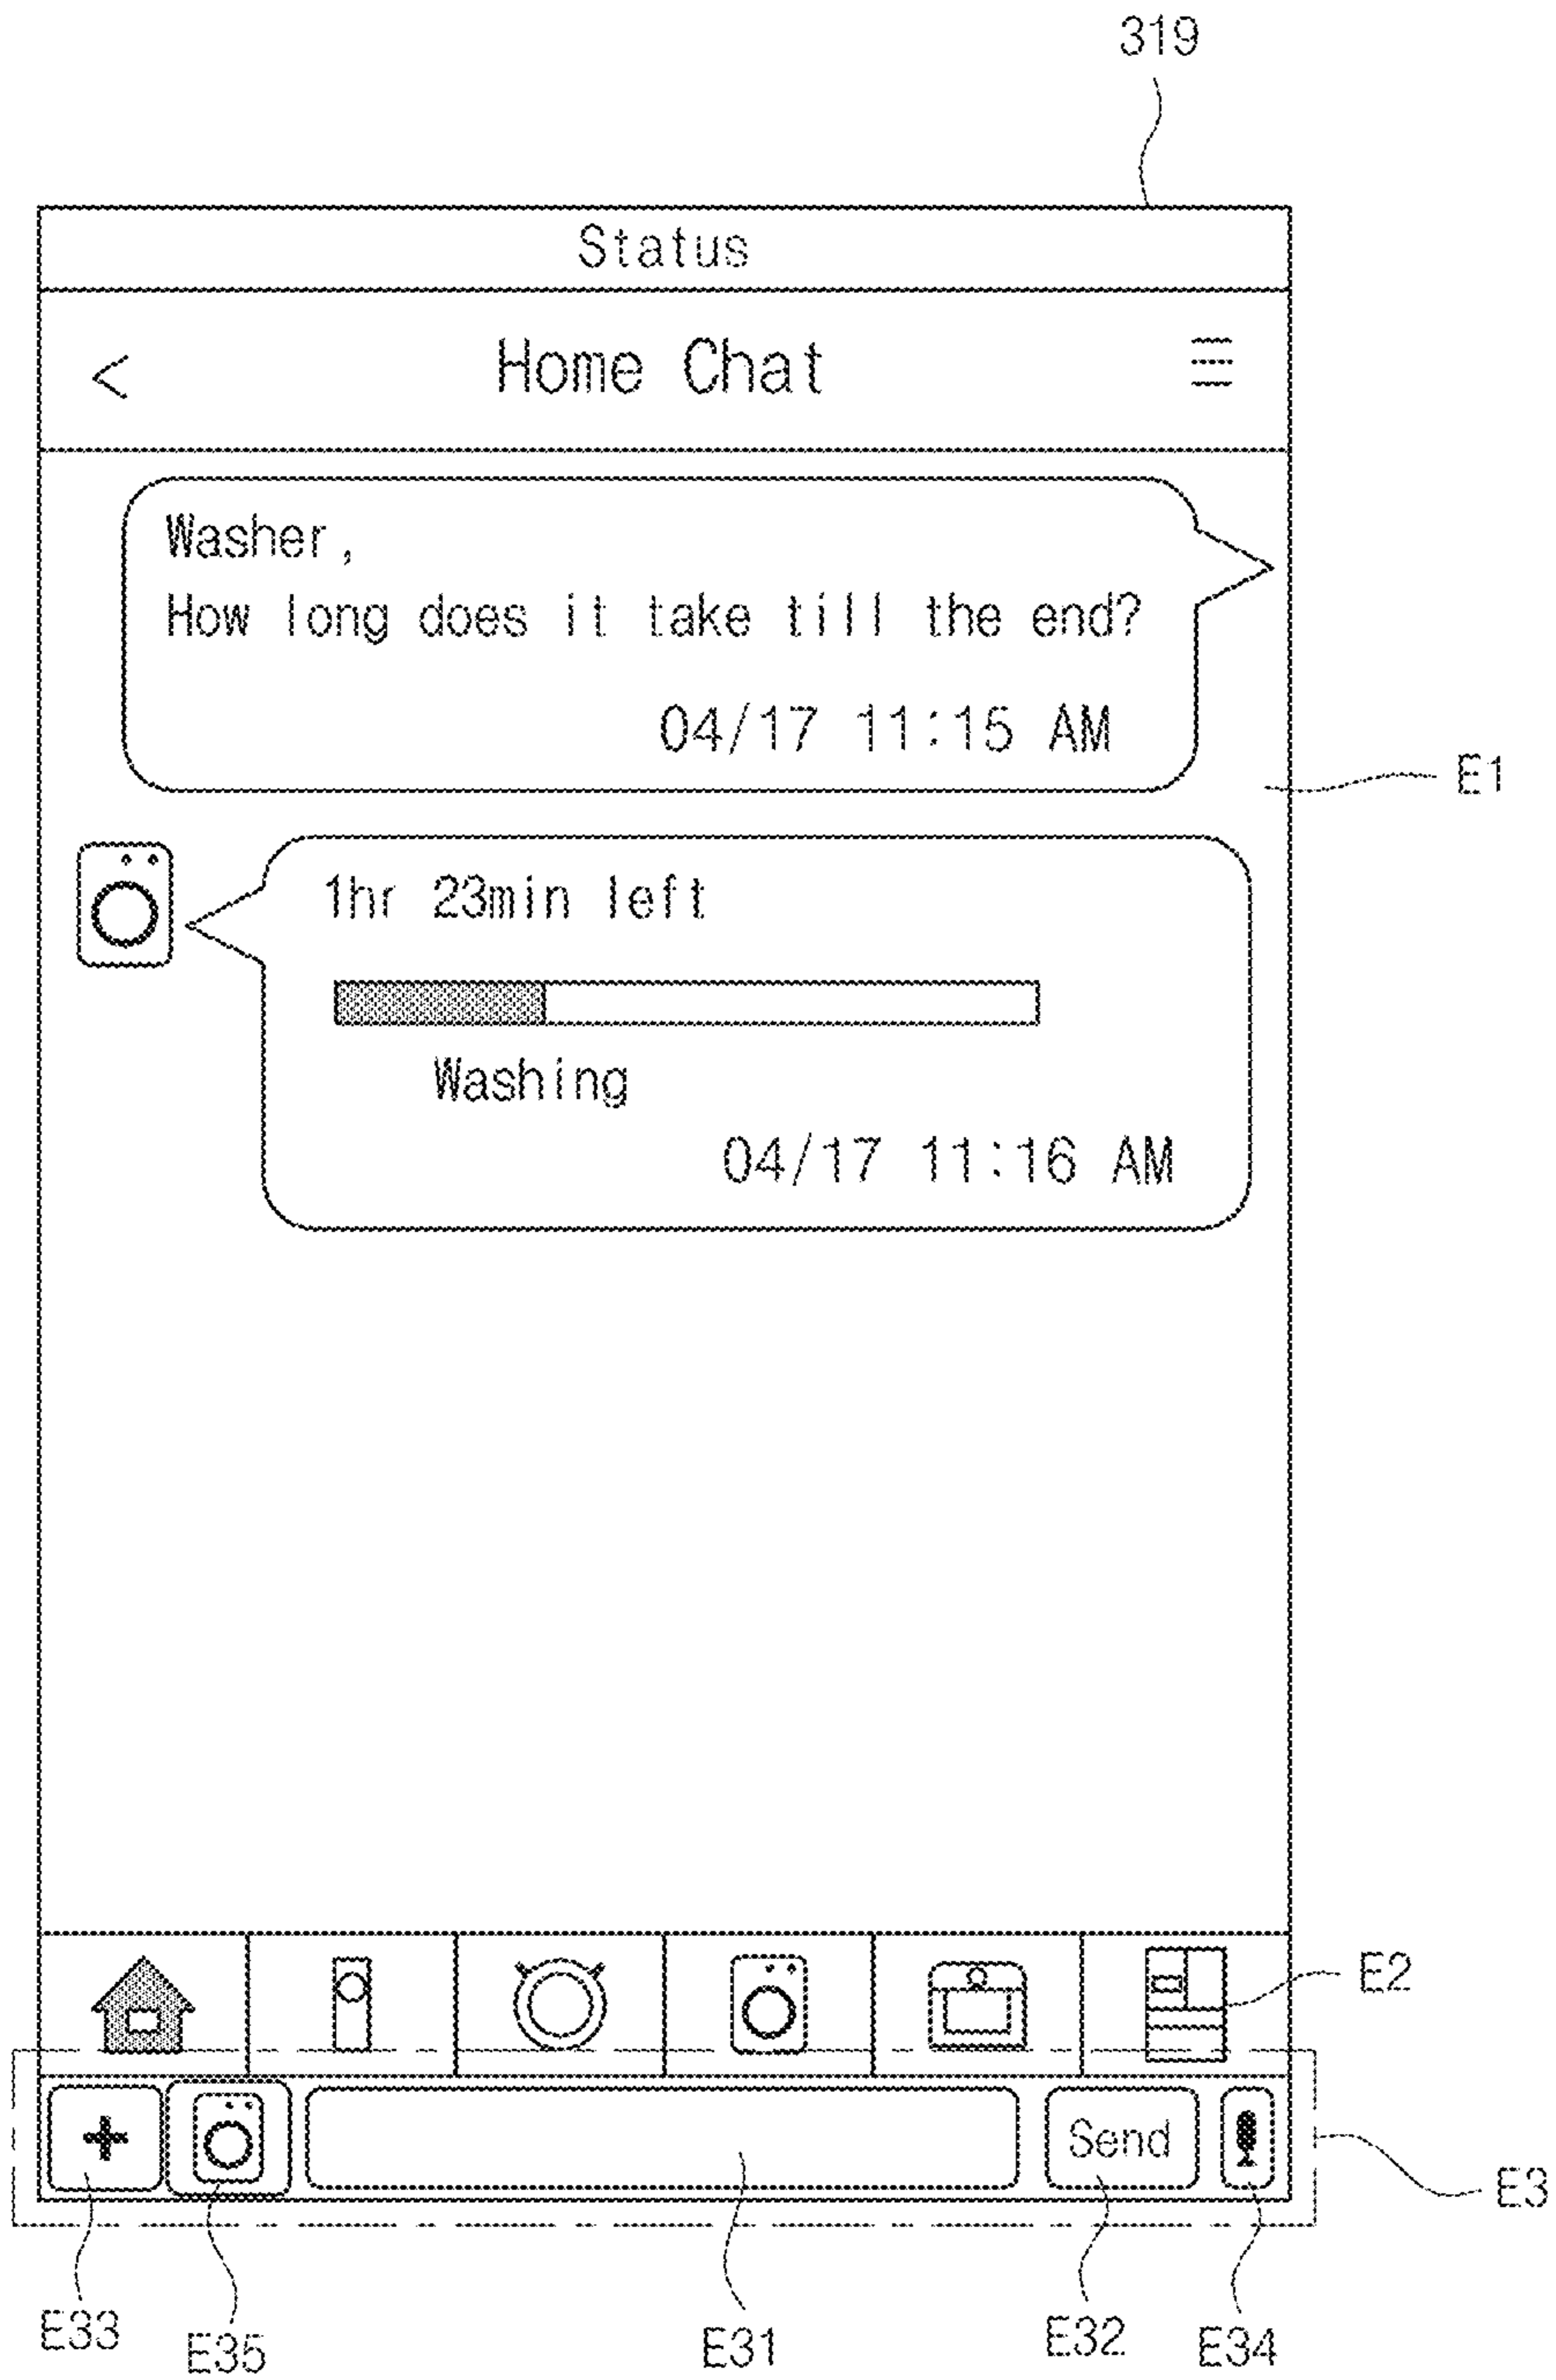 319
Status
< Home Chat
Washer,
How long does it take till the end?
04/17 11:15 AM
E1
1hr 23min left
Washing
04/17 11:16 AM
E2
+ Send
E3
E33 E35 E31 E32 E34